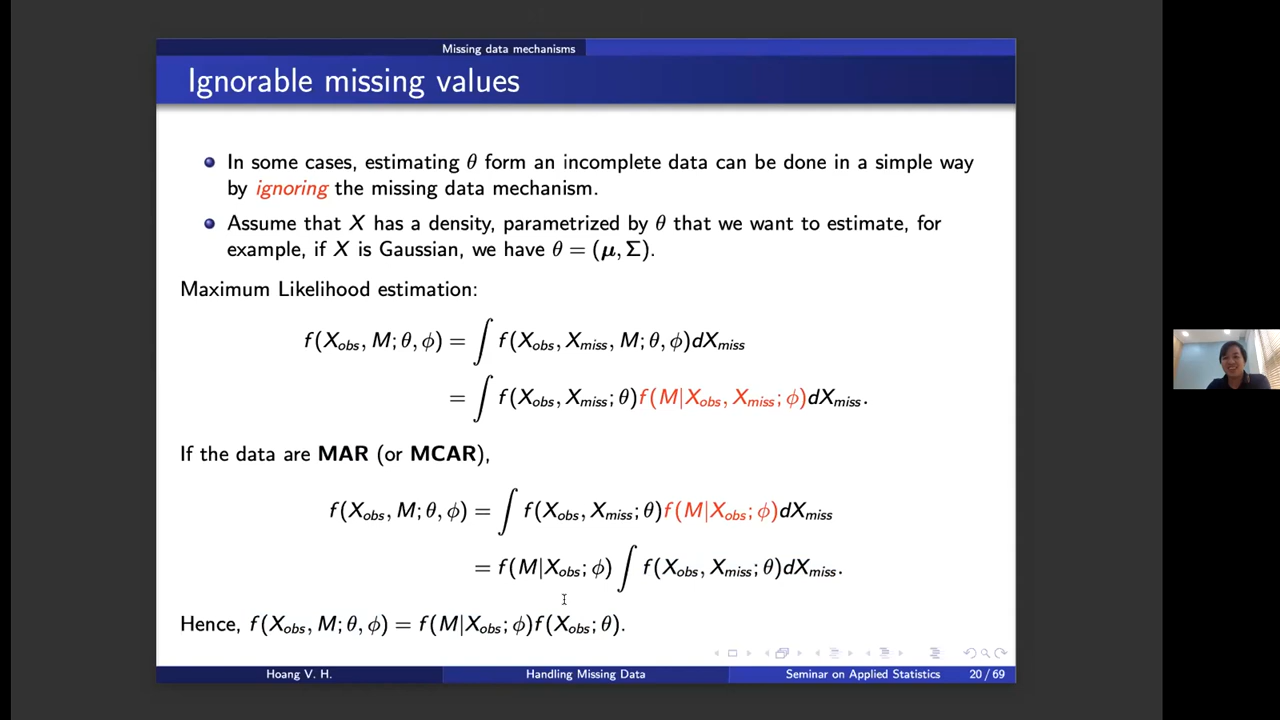 Missing data mechanisms
Ignorable missing values
In some cases, estimating θ form an incomplete data can be done in a simple way
by ignoring the missing data mechanism.
Assume that X has a density, parametrized by θ that we want to estimate, for
example, if X is Gaussian, we have θ = (μ, Σ).
Maximum Likelihood estimation:
f(X_obs, M; θ, ϕ) = ∫ f(X_obs, X_miss, M; θ, ϕ)dX_miss
= ∫ f(X_obs, X_miss; θ)f(M|X_obs, X_miss; ϕ)dX_miss.
If the data are MAR (or MCAR),
f(X_obs, M; θ, ϕ) = ∫ f(X_obs, X_miss; θ)f(M|X_obs; ϕ)dX_miss
= f(M|X_obs; ϕ) ∫ f(X_obs, X_miss; θ)dX_miss.
Hence, f(X_obs, M; θ, ϕ) = f(M|X_obs; ϕ)f(X_obs; θ).
Hoang V. H. Handling Missing Data Seminar on Applied Statistics 20 / 69